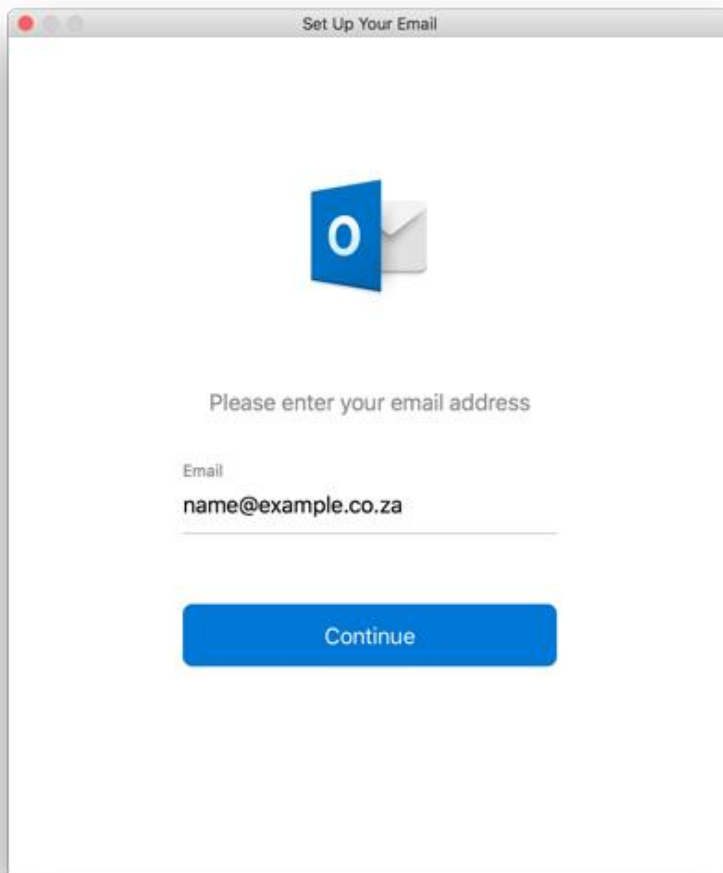 Set Up Your Email
O
Please enter your email address
Email
name@example.co.za
Continue